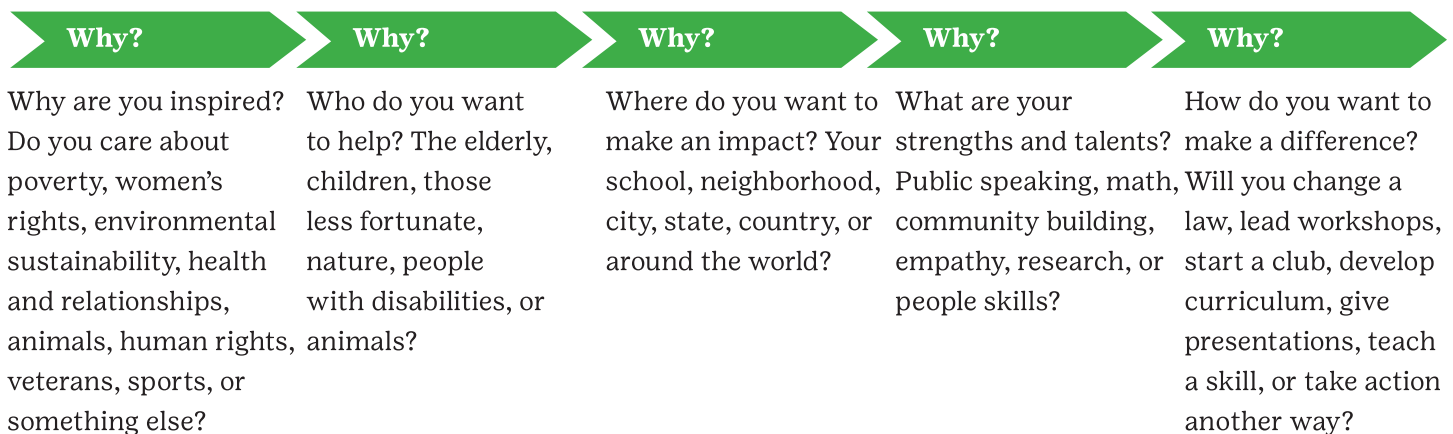 Why?
Why are you inspired?
Do you care about
poverty, women’s
rights, environmental
sustainability, health
and relationships,
animals, human rights,
veterans, sports, or
something else?
Why?
Who do you want
to help? The elderly,
children, those
less fortunate,
nature, people
with disabilities, or
animals?
Why?
Where do you want to
make an impact? Your
school, neighborhood,
city, state, country, or
around the world?
Why?
What are your
strengths and talents?
Public speaking, math,
community building,
empathy, research, or
people skills?
Why?
How do you want to
make a difference?
Will you change a
law, lead workshops,
start a club, develop
curriculum, give
presentations, teach
a skill, or take action
another way?